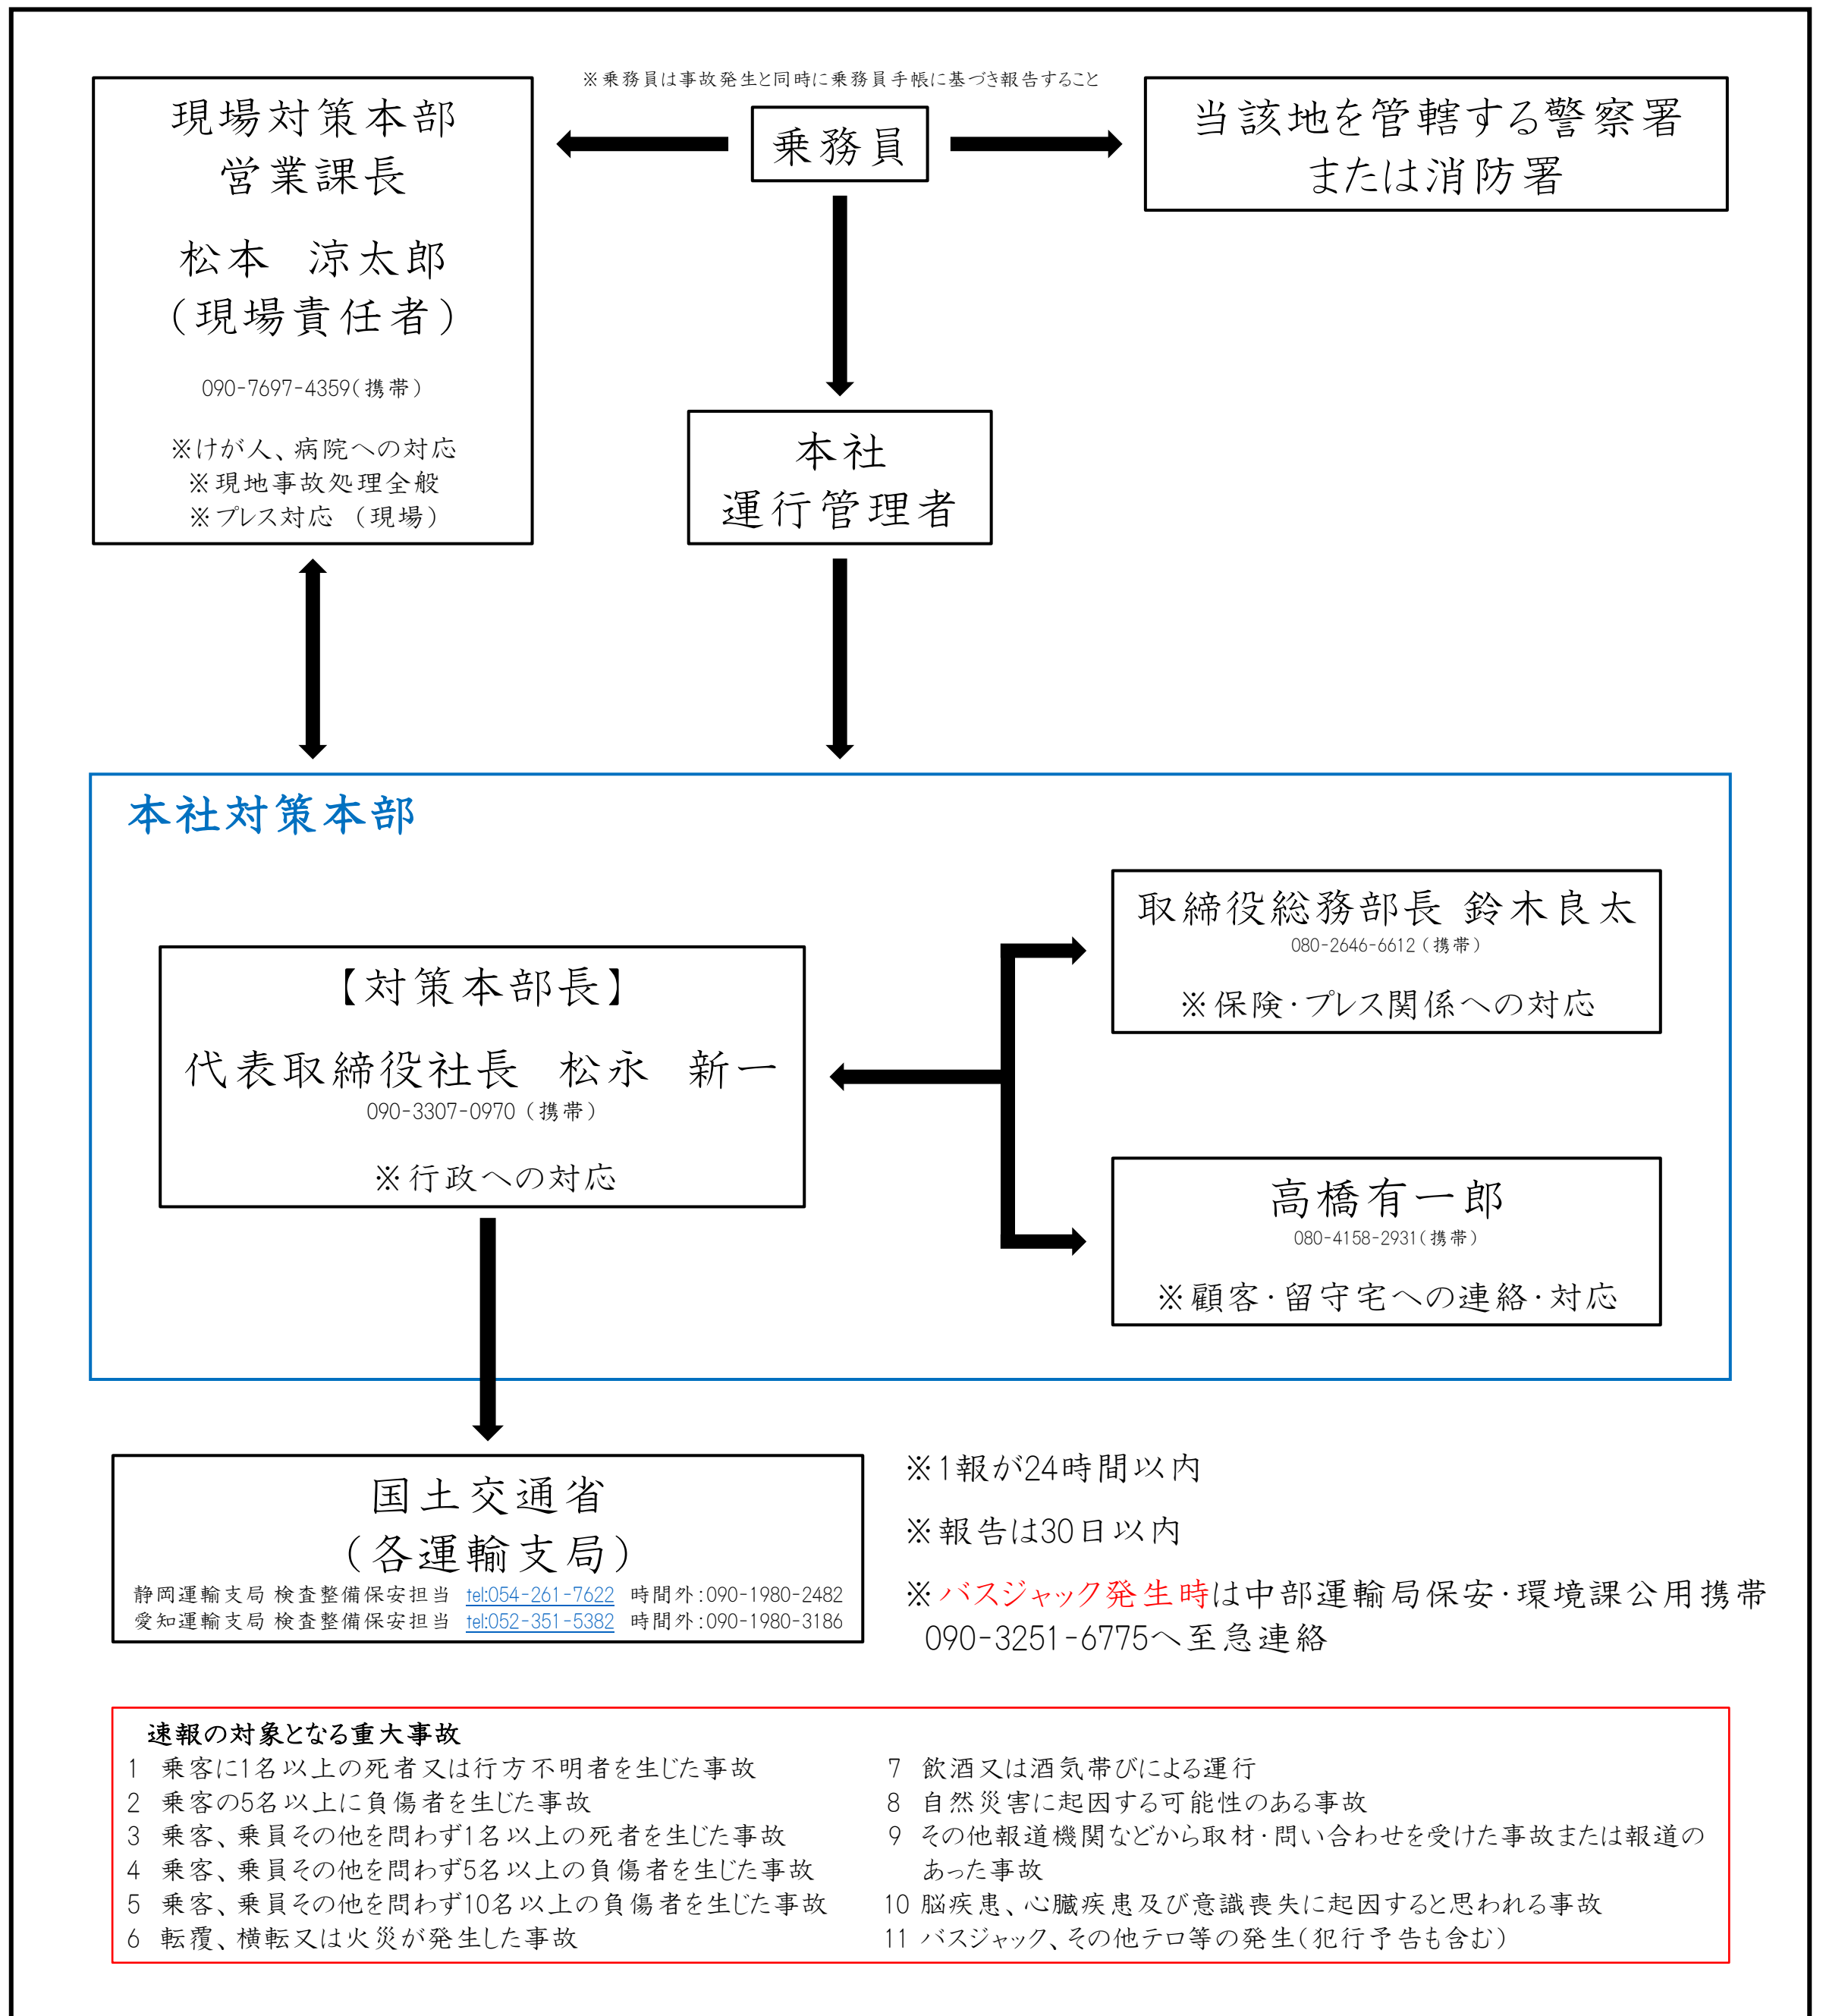 ※乗務員は事故発生と同時に乗務員手帳に基づき報告すること
現場対策本部
営業課長
松本 涼太郎
(現場責任者)
090-7697-4359(携帯)
※けが人、病院への対応
※現地事故処理全般
※プレス対応 (現場)
乗務員
当該地を管轄する警察署
または消防署
本社
運行管理者
本社対策本部
【対策本部長】
代表取締役社長 松永 新一
090-3307-0970 (携帯)
※行政への対応
取締役総務部長 鈴木良太
080-2646-6612 (携帯)
※保険・プレス関係への対応
高橋有一郎
080-4158-2931(携帯)
※顧客・留守宅への連絡・対応
国土交通省
(各運輸支局)
静岡運輸支局 検査整備保安担当 tel:054-261-7622 時間外:090-1980-2482
愛知運輸支局 検査整備保安担当 tel:052-351-5382 時間外:090-1980-3186
※1報が24時間以内
※報告は30日以内
※バスジャック発生時は中部運輸局保安・環境課公用携帯
090-3251-6775へ至急連絡
速報の対象となる重大事故
1 乗客に1名以上の死者又は行方不明者を生じた事故
2 乗客の5名以上に負傷者を生じた事故
3 乗客、乗員その他を問わず1名以上の死者を生じた事故
4 乗客、乗員その他を問わず5名以上の負傷者を生じた事故
5 乗客、乗員その他を問わず10名以上の負傷者を生じた事故
6 転覆、横転又は火災が発生した事故
7 飲酒又は酒気帯びによる運行
8 自然災害に起因する可能性のある事故
9 その他報道機関などから取材・問い合わせを受けた事故または報道の
あった事故
10 脳疾患、心臓疾患及び意識喪失に起因すると思われる事故
11 バスジャック、その他テロ等の発生(犯行予告も含む)